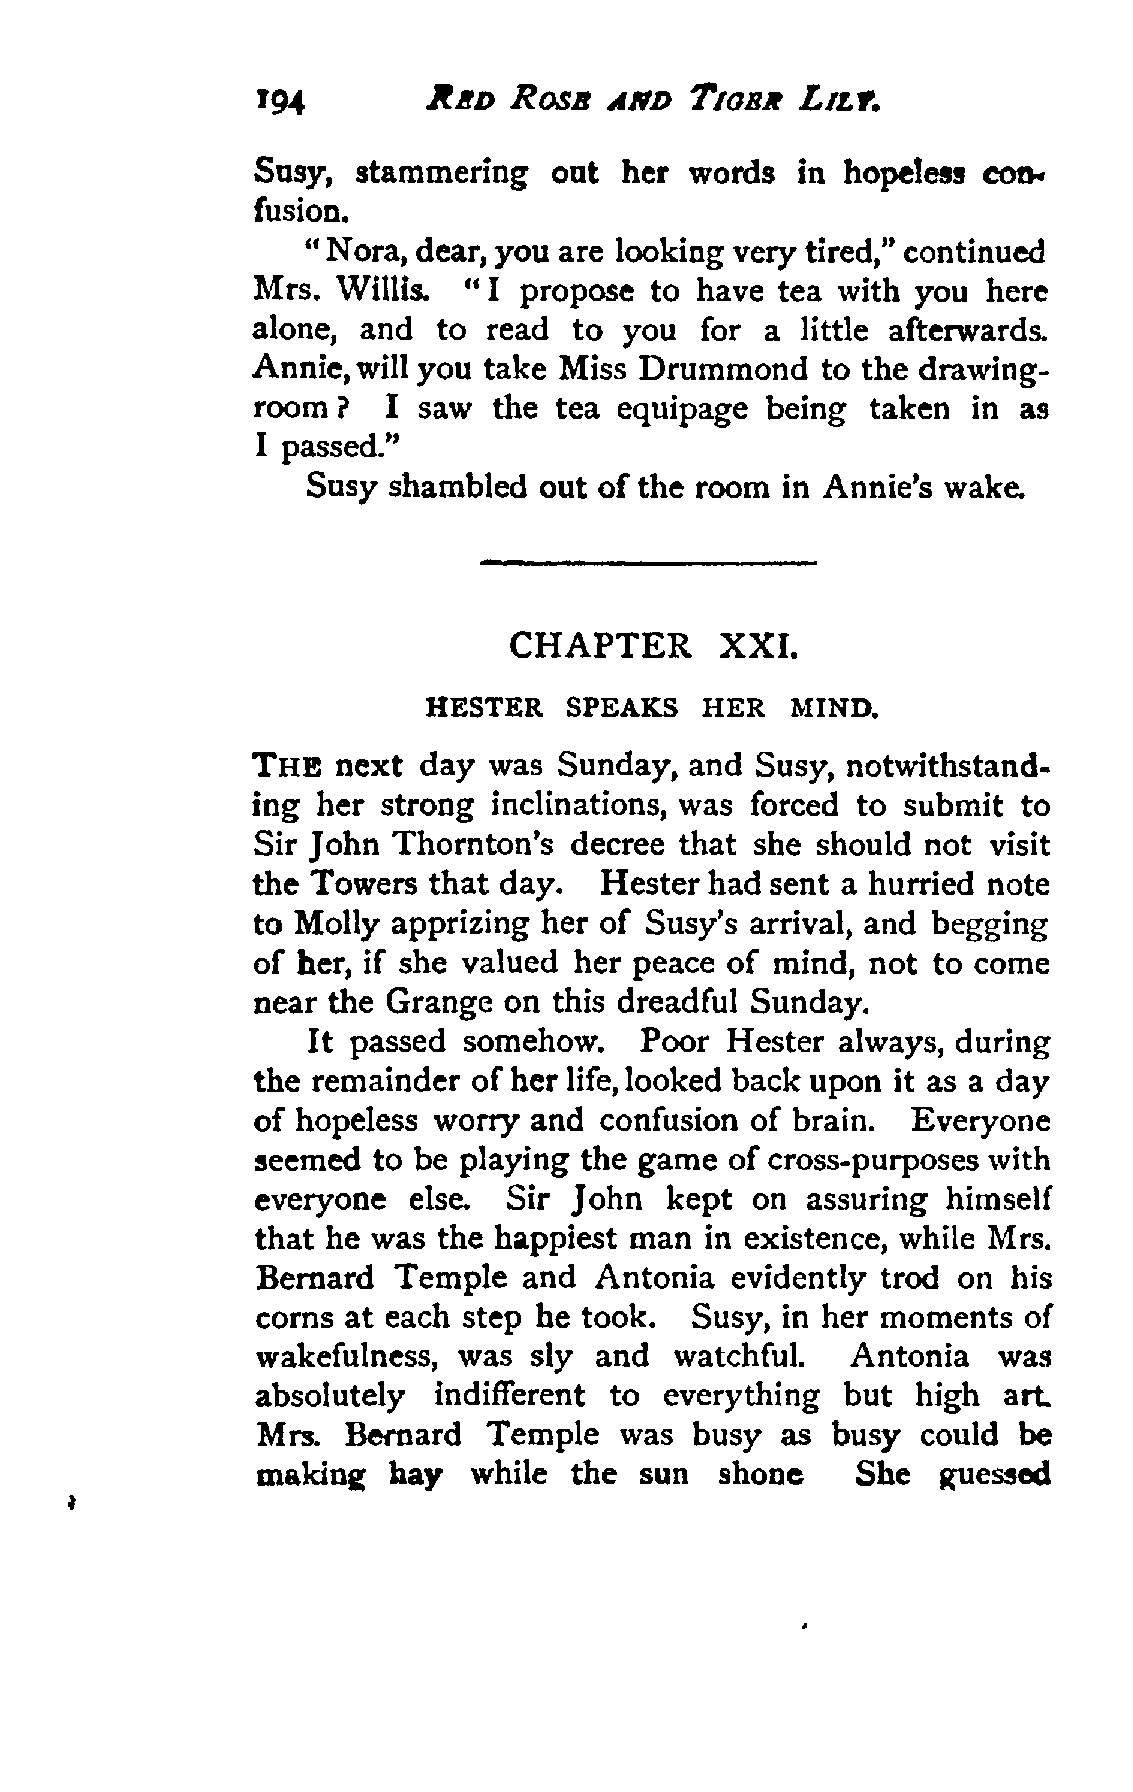 194 RED ROSE AND TIGER LILY.
Susy, stammering out her words in hopeless con-
fusion.
"Nora, dear, you are looking very tired," continued
Mrs. Willis. "I propose to have tea with you here
alone, and to read to you for a little afterwards.
Annie, will you take Miss Drummond to the drawing-
room? I saw the tea equipage being taken in as
I passed."
Susy shambled out of the room in Annie's wake.
CHAPTER XXI.
HESTER SPEAKS HER MIND.
THE next day was Sunday, and Susy, notwithstand-
ing her strong inclinations, was forced to submit to
Sir John Thornton's decree that she should not visit
the Towers that day. Hester had sent a hurried note
to Molly apprizing her of Susy's arrival, and begging
of her, if she valued her peace of mind, not to come
near the Grange on this dreadful Sunday.
It passed somehow. Poor Hester always, during
the remainder of her life, looked back upon it as a day
of hopeless worry and confusion of brain. Everyone
seemed to be playing the game of cross-purposes with
everyone else. Sir John kept on assuring himself
that he was the happiest man in existence, while Mrs.
Bernard Temple and Antonia evidently trod on his
corns at each step he took. Susy, in her moments of
wakefulness, was sly and watchful. Antonia was
absolutely indifferent to everything but high art.
Mrs. Bernard Temple was busy as busy could be
making hay while the sun shone She guessed